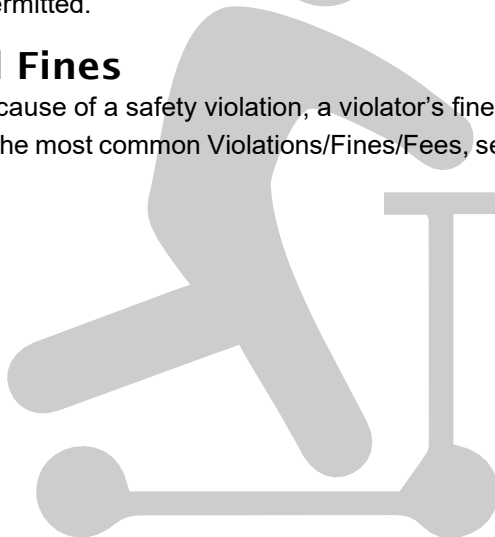 ermitted.
Fines
cause of a safety violation, a violator's fine
he most common Violations/Fines/Fees, se